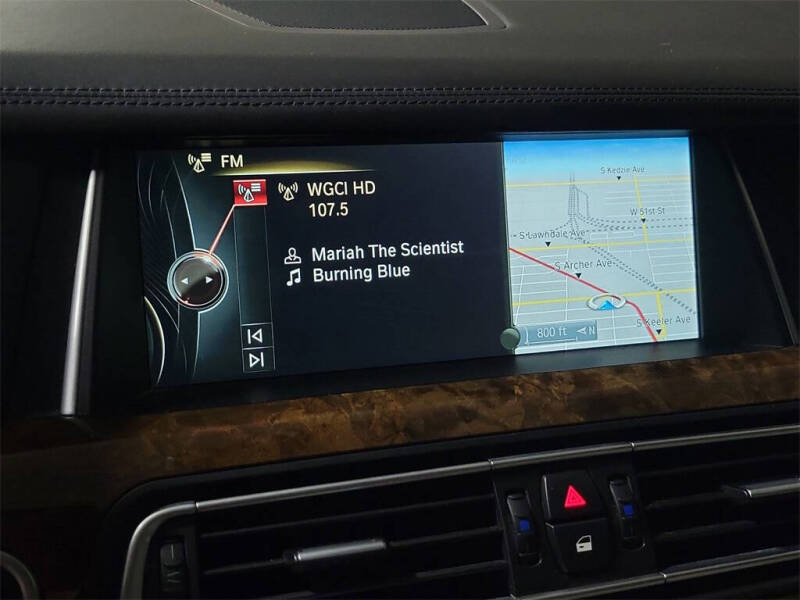 FM
WGCI HD
107.5
Mariah The Scientist
Burning Blue
S Kedzie Ave
W 51st St
S Lawndale Ave
S Archer Ave
S Keeler Ave
800 ft N